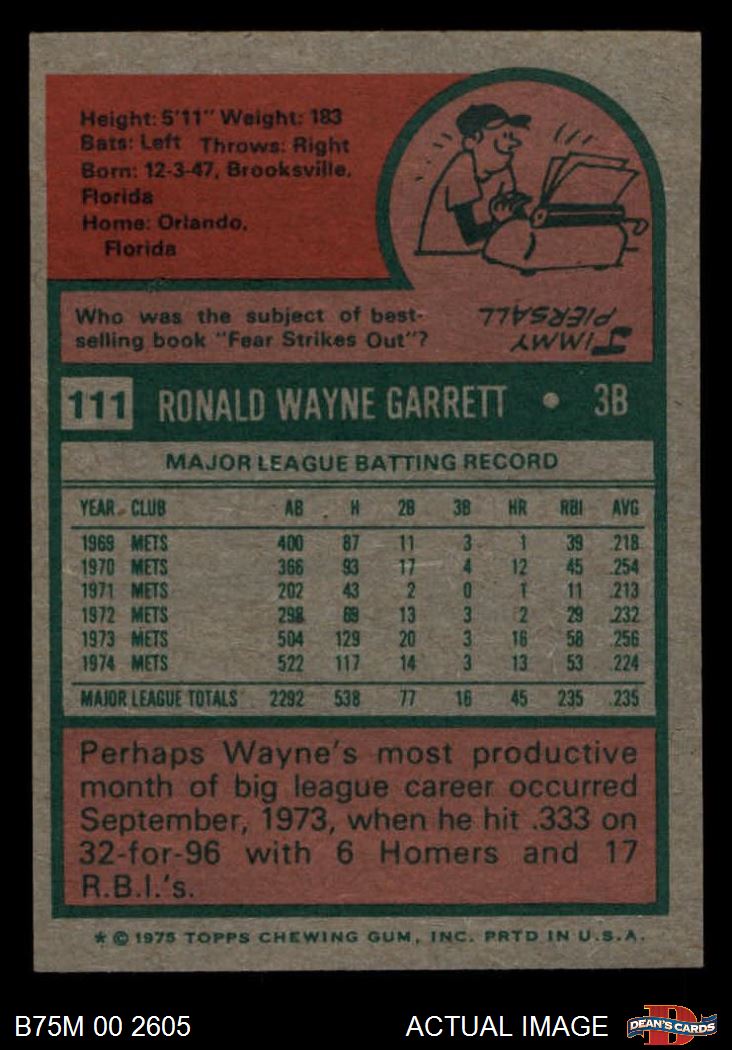 Height: 5'11" Weight: 183
Bats: Left Throws: Right
Born: 12-3-47, Brooksville,
Florida
Home: Orlando,
Florida
Who was the subject of best-
selling book "Fear Strikes Out"?
JIMMY
PIERSALL
111 RONALD WAYNE GARRETT • 3B
MAJOR LEAGUE BATTING RECORD
YEAR CLUB AB H 2B 3B HR RBI AVG
1969 METS 400 87 11 3 1 39 .218
1970 METS 366 93 17 4 12 45 .254
1971 METS 202 43 2 0 1 11 .213
1972 METS 298 69 13 3 2 29 .232
1973 METS 504 129 20 3 16 58 .256
1974 METS 522 117 14 3 13 53 .224
MAJOR LEAGUE TOTALS 2292 538 77 16 45 235 .235
Perhaps Wayne's most productive
month of big league career occurred
September, 1973, when he hit .333 on
32-for-96 with 6 Homers and 17
R.B.I.'s.
* © 1975 TOPPS CHEWING GUM, INC. PRTD IN U.S.A.
B75M 00 2605 ACTUAL IMAGE D DEAN'S CARDS